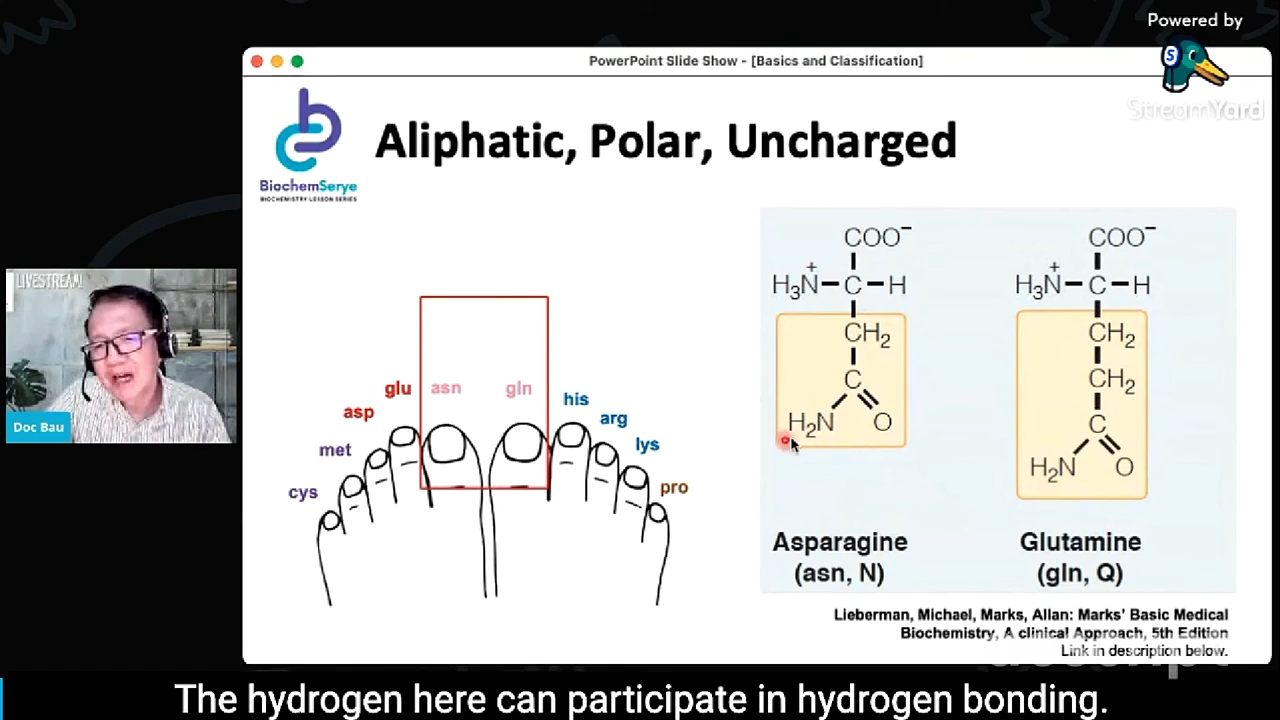 Powered by
S
StreamYard
PowerPoint Slide Show - [Basics and Classification]
BiochemSerye
BIOCHEMISTRY LESSON SERIES
Aliphatic, Polar, Uncharged
LIVESTREAM!
Doc Bau
cys
met
asp
glu
asn
gln
his
arg
lys
pro
COO⁻
H₃N⁺–C–H
CH₂
C
H₂N O
Asparagine
(asn, N)
COO⁻
H₃N⁺–C–H
CH₂
CH₂
C
H₂N O
Glutamine
(gln, Q)
Lieberman, Michael, Marks, Allan: Marks' Basic Medical
Biochemistry, A clinical Approach, 5th Edition
Link in description below.
The hydrogen here can participate in hydrogen bonding.